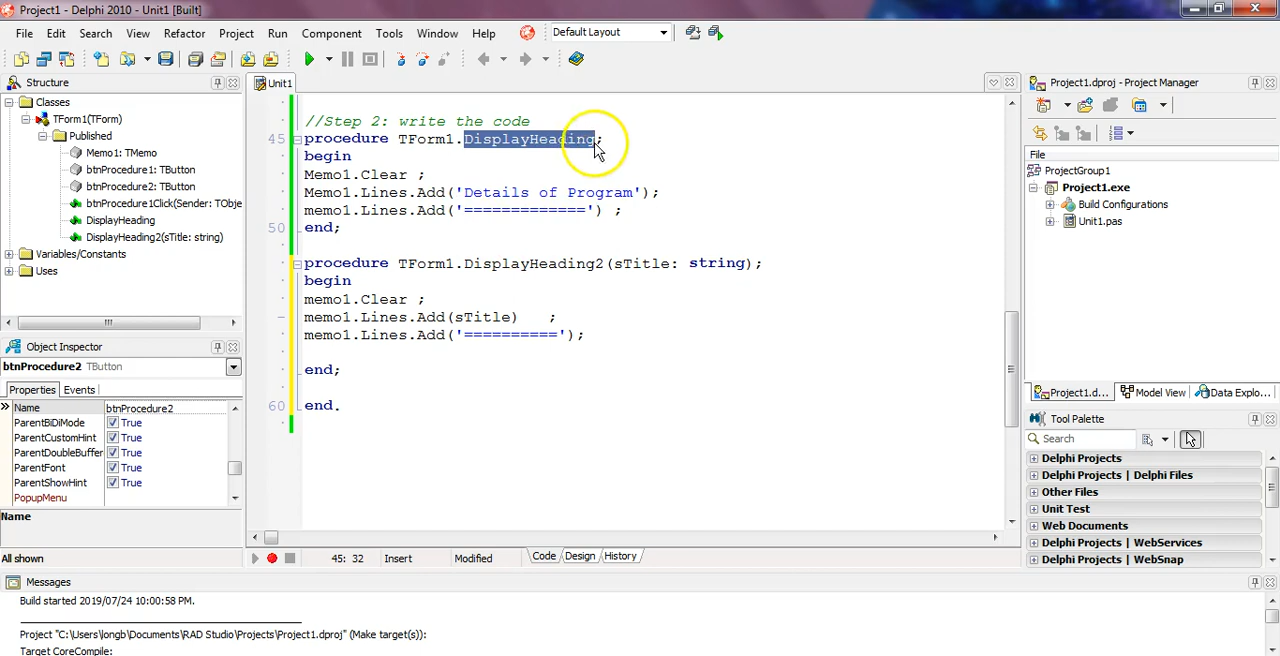 Project1 - Delphi 2010 - Unit1 [Built]
File Edit Search View Refactor Project Run Component Tools Window Help Default Layout
Structure
Unit1
Project1.dproj - Project Manager
Classes
TForm1(TForm)
Published
Memo1: TMemo
btnProcedure1: TButton
btnProcedure2: TButton
btnProcedure1Click(Sender: TObje
DisplayHeading
DisplayHeading2(sTitle: string)
Variables/Constants
Uses
Object Inspector
btnProcedure2 TButton
Properties Events
Name btnProcedure2
ParentBiDiMode True
ParentCustomHint True
ParentDoubleBuffer True
ParentFont True
ParentShowHint True
PopupMenu
Name
All shown
//Step 2: write the code
45 procedure TForm1.DisplayHeading;
begin
Memo1.Clear ;
Memo1.Lines.Add('Details of Program');
memo1.Lines.Add('=============') ;
50 end;
procedure TForm1.DisplayHeading2(sTitle: string);
begin
memo1.Clear ;
memo1.Lines.Add(sTitle) ;
memo1.Lines.Add('==========');
end;
60 end.
45: 32 Insert Modified Code Design History
File
ProjectGroup1
Project1.exe
Build Configurations
Unit1.pas
Project1.d... Model View Data Explo...
Tool Palette
Search
Delphi Projects
Delphi Projects | Delphi Files
Other Files
Unit Test
Web Documents
Delphi Projects | WebServices
Delphi Projects | WebSnap
Messages
Build started 2019/07/24 10:00:58 PM.
Project "C:\Users\longb\Documents\RAD Studio\Projects\Project1.dproj" (Make target(s)):
Target CoreCompile: